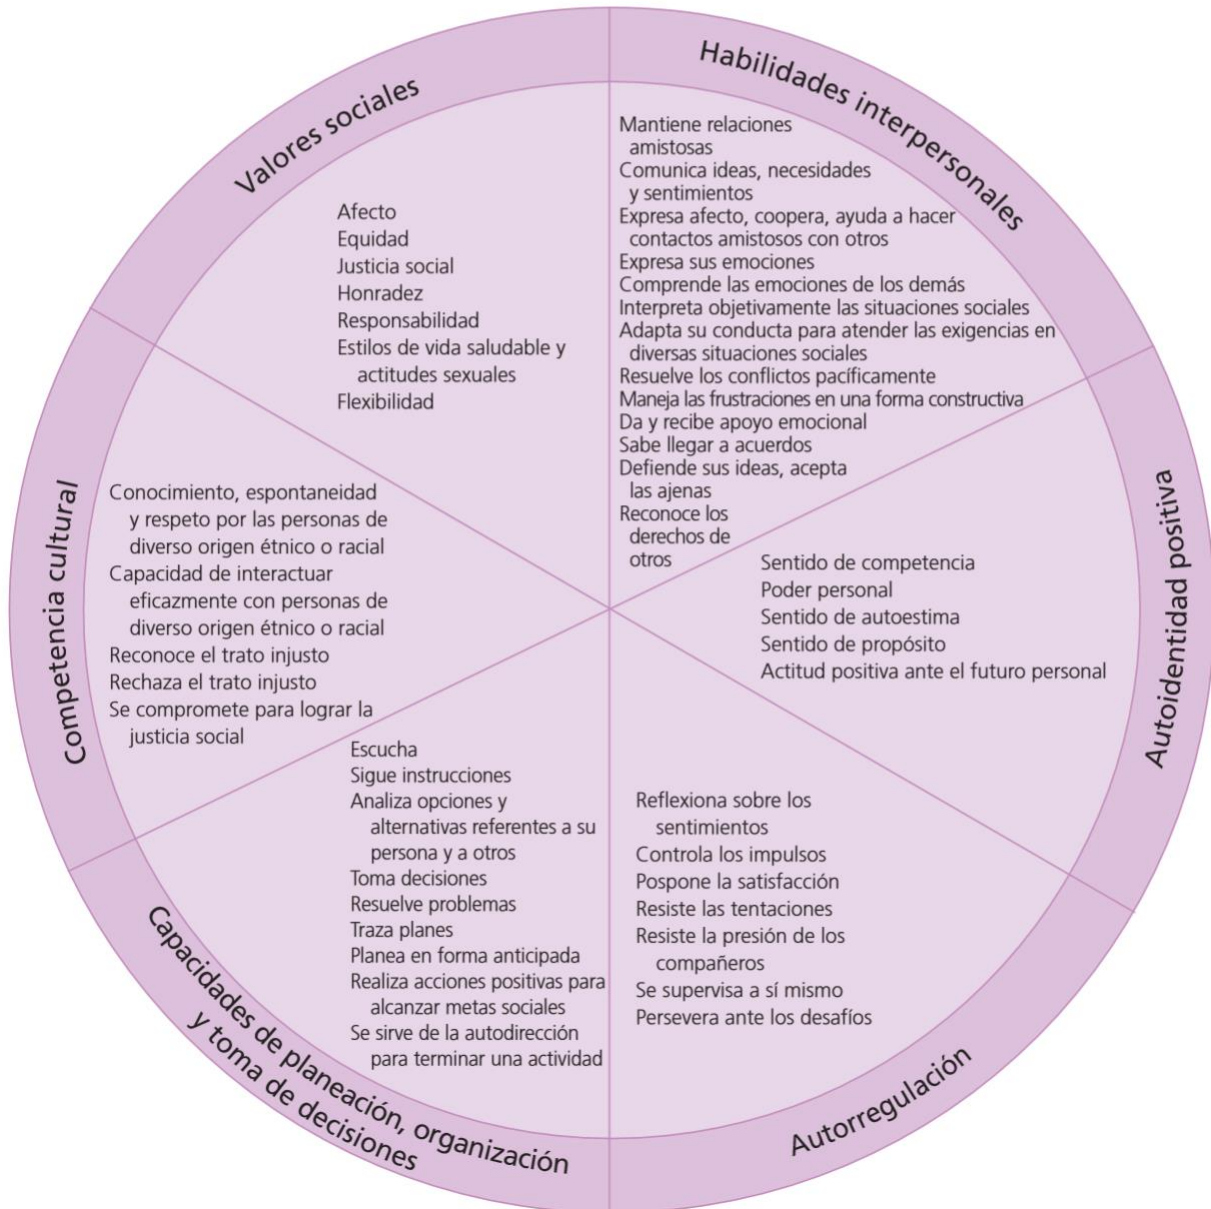 Valores sociales
Afecto
Equidad
Justicia social
Honradez
Responsabilidad
Estilos de vida saludable y
actitudes sexuales
Flexibilidad
Habilidades interpersonales
Mantiene relaciones
amistosas
Comunica ideas, necesidades
y sentimientos
Expresa afecto, coopera, ayuda a hacer
contactos amistosos con otros
Expresa sus emociones
Comprende las emociones de los demás
Interpreta objetivamente las situaciones sociales
Adapta su conducta para atender las exigencias en
diversas situaciones sociales
Resuelve los conflictos pacíficamente
Maneja las frustraciones en una forma constructiva
Da y recibe apoyo emocional
Sabe llegar a acuerdos
Defiende sus ideas, acepta
las ajenas
Reconoce los
derechos de
otros
Autoidentidad positiva
Sentido de competencia
Poder personal
Sentido de autoestima
Sentido de propósito
Actitud positiva ante el futuro personal
Autorregulación
Reflexiona sobre los
sentimientos
Controla los impulsos
Pospone la satisfacción
Resiste las tentaciones
Resiste la presión de los
compañeros
Se supervisa a sí mismo
Persevera ante los desafíos
Capacidades de planeación, organización
y toma de decisiones
Escucha
Sigue instrucciones
Analiza opciones y
alternativas referentes a su
persona y a otros
Toma decisiones
Resuelve problemas
Traza planes
Planea en forma anticipada
Realiza acciones positivas para
alcanzar metas sociales
Se sirve de la autodirección
para terminar una actividad
Competencia cultural
Conocimiento, espontaneidad
y respeto por las personas de
diverso origen étnico o racial
Capacidad de interactuar
eficazmente con personas de
diverso origen étnico o racial
Reconoce el trato injusto
Rechaza el trato injusto
Se compromete para lograr la
justicia social